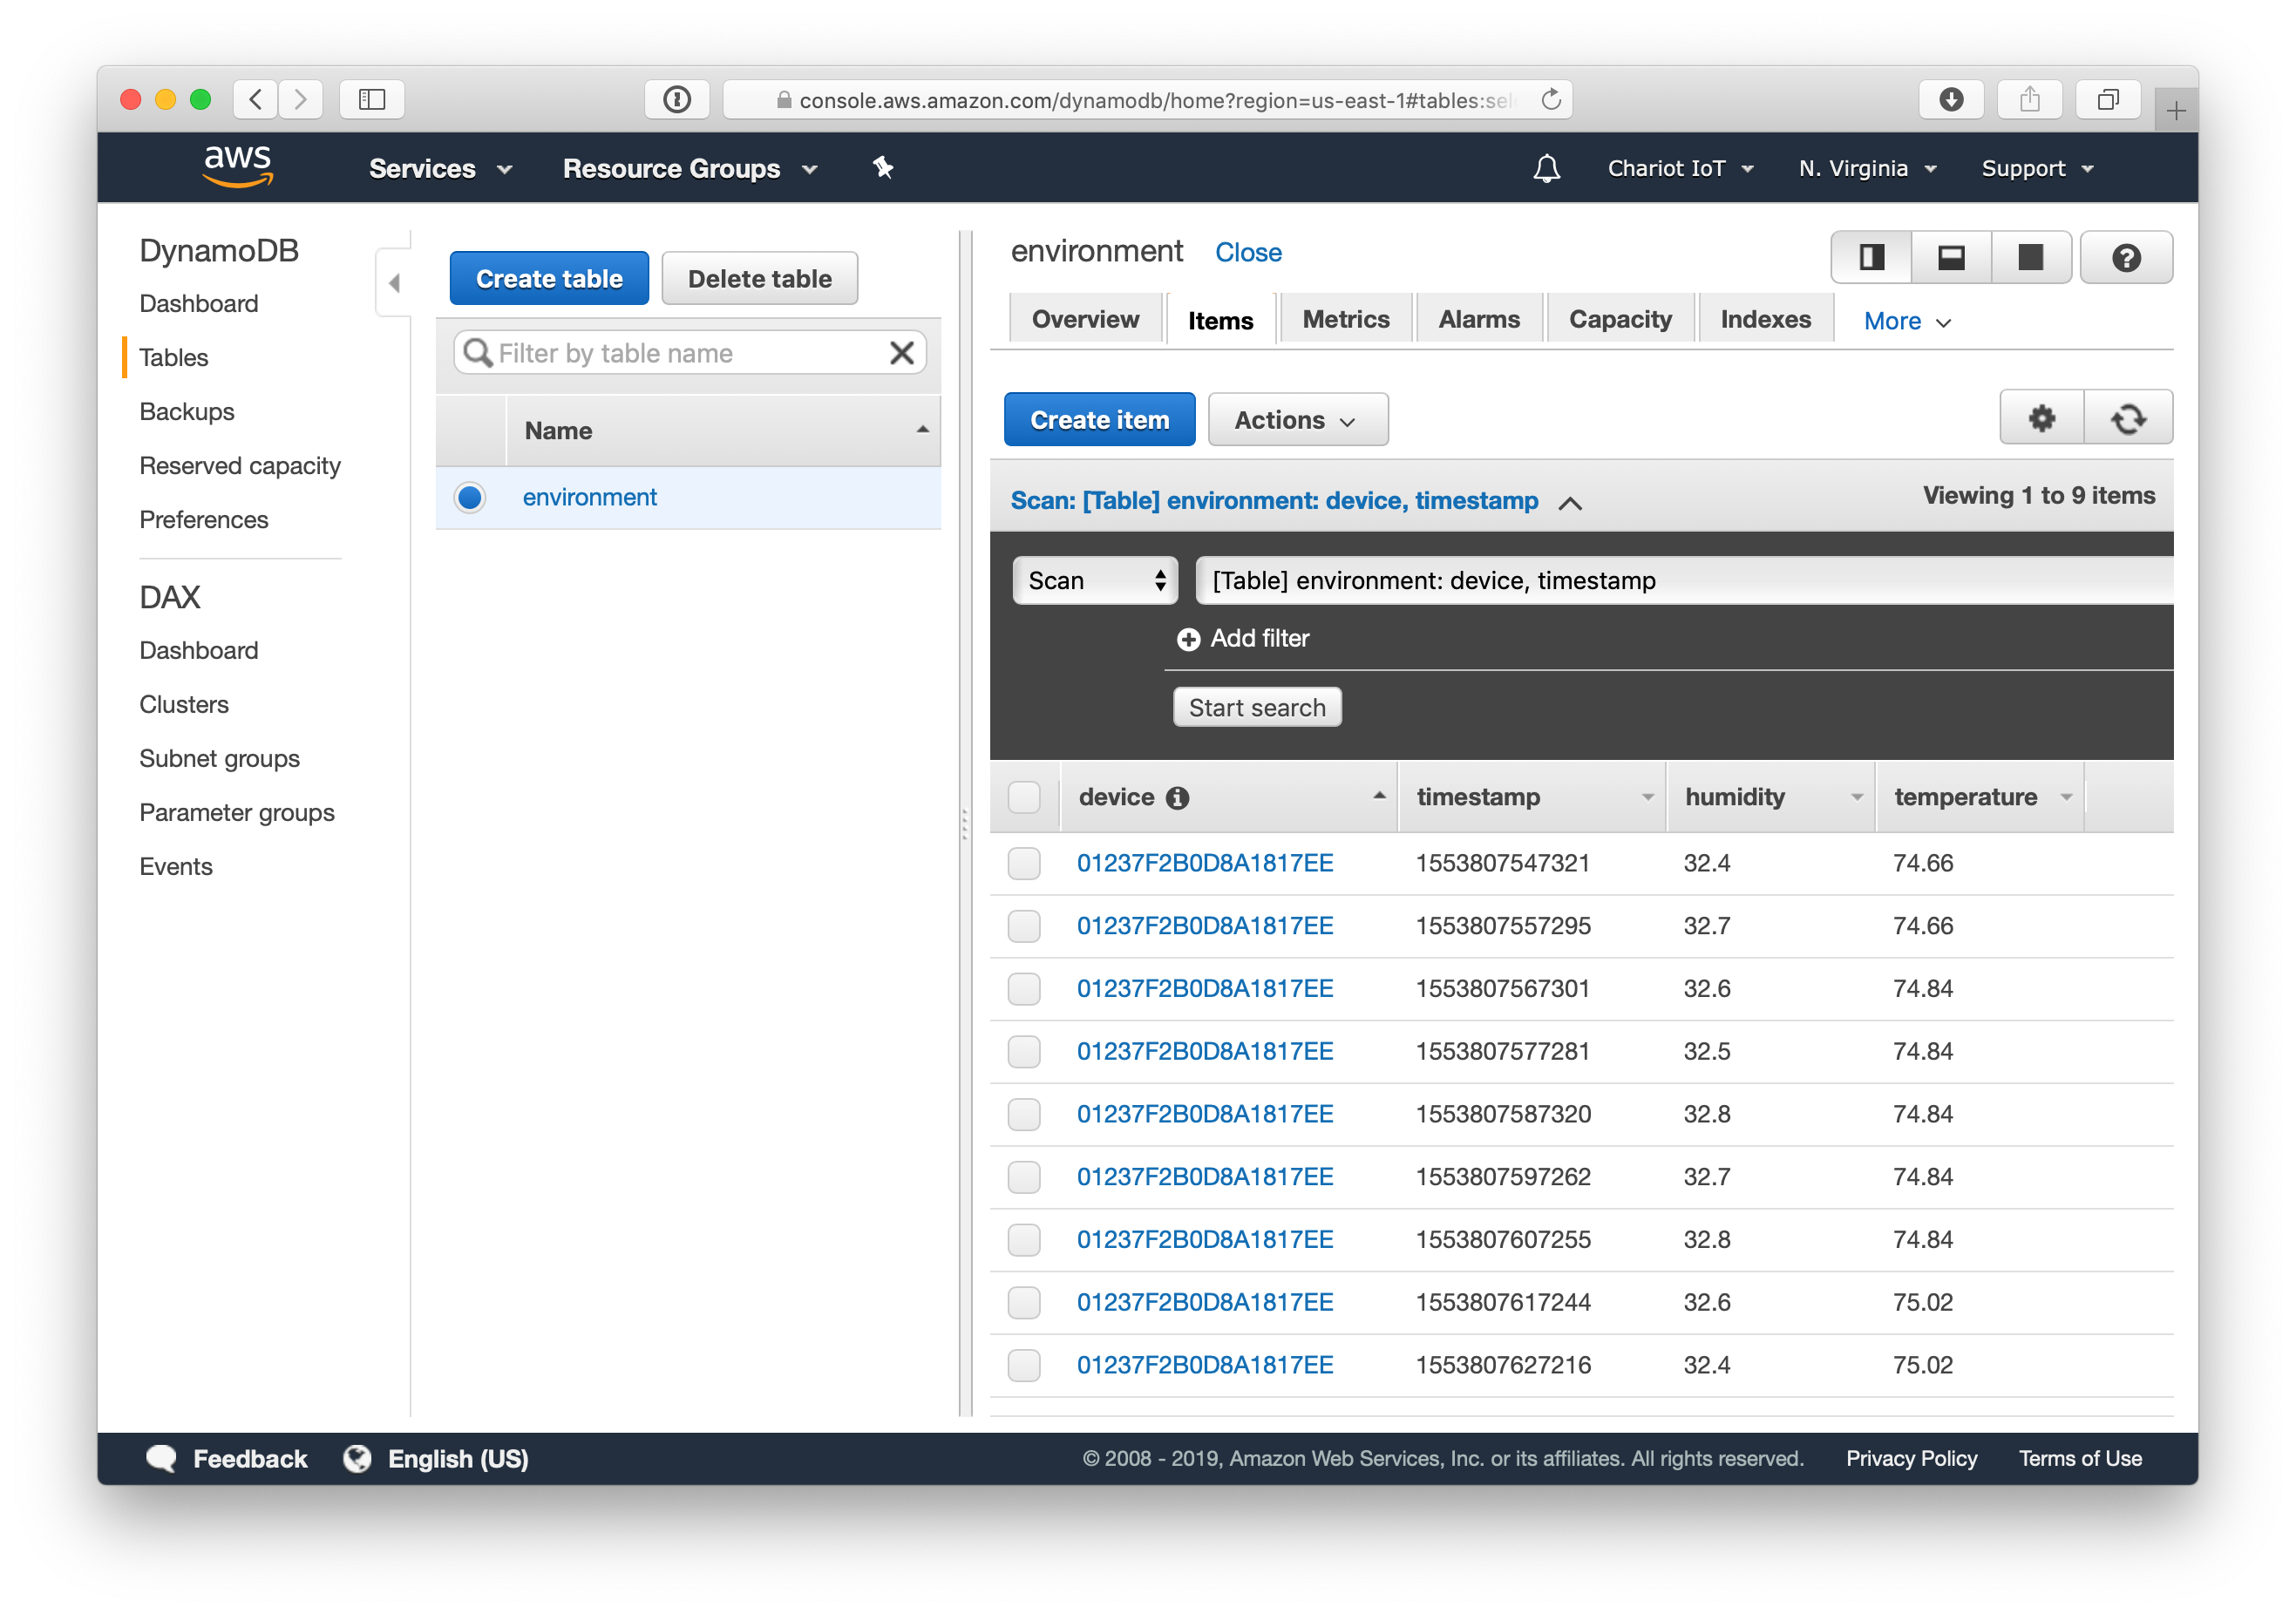 console.aws.amazon.com/dynamodb/home?region=us-east-1#tables:sel
aws Services Resource Groups Chariot IoT N. Virginia Support
DynamoDB
Dashboard
Tables
Backups
Reserved capacity
Preferences
DAX
Dashboard
Clusters
Subnet groups
Parameter groups
Events
Create table Delete table
Filter by table name
Name
environment
environment Close
Overview Items Metrics Alarms Capacity Indexes More
Create item Actions
Scan: [Table] environment: device, timestamp Viewing 1 to 9 items
Scan [Table] environment: device, timestamp
Add filter
Start search
device timestamp humidity temperature
01237F2B0D8A1817EE 1553807547321 32.4 74.66
01237F2B0D8A1817EE 1553807557295 32.7 74.66
01237F2B0D8A1817EE 1553807567301 32.6 74.84
01237F2B0D8A1817EE 1553807577281 32.5 74.84
01237F2B0D8A1817EE 1553807587320 32.8 74.84
01237F2B0D8A1817EE 1553807597262 32.7 74.84
01237F2B0D8A1817EE 1553807607255 32.8 74.84
01237F2B0D8A1817EE 1553807617244 32.6 75.02
01237F2B0D8A1817EE 1553807627216 32.4 75.02
Feedback English (US) © 2008 - 2019, Amazon Web Services, Inc. or its affiliates. All rights reserved. Privacy Policy Terms of Use